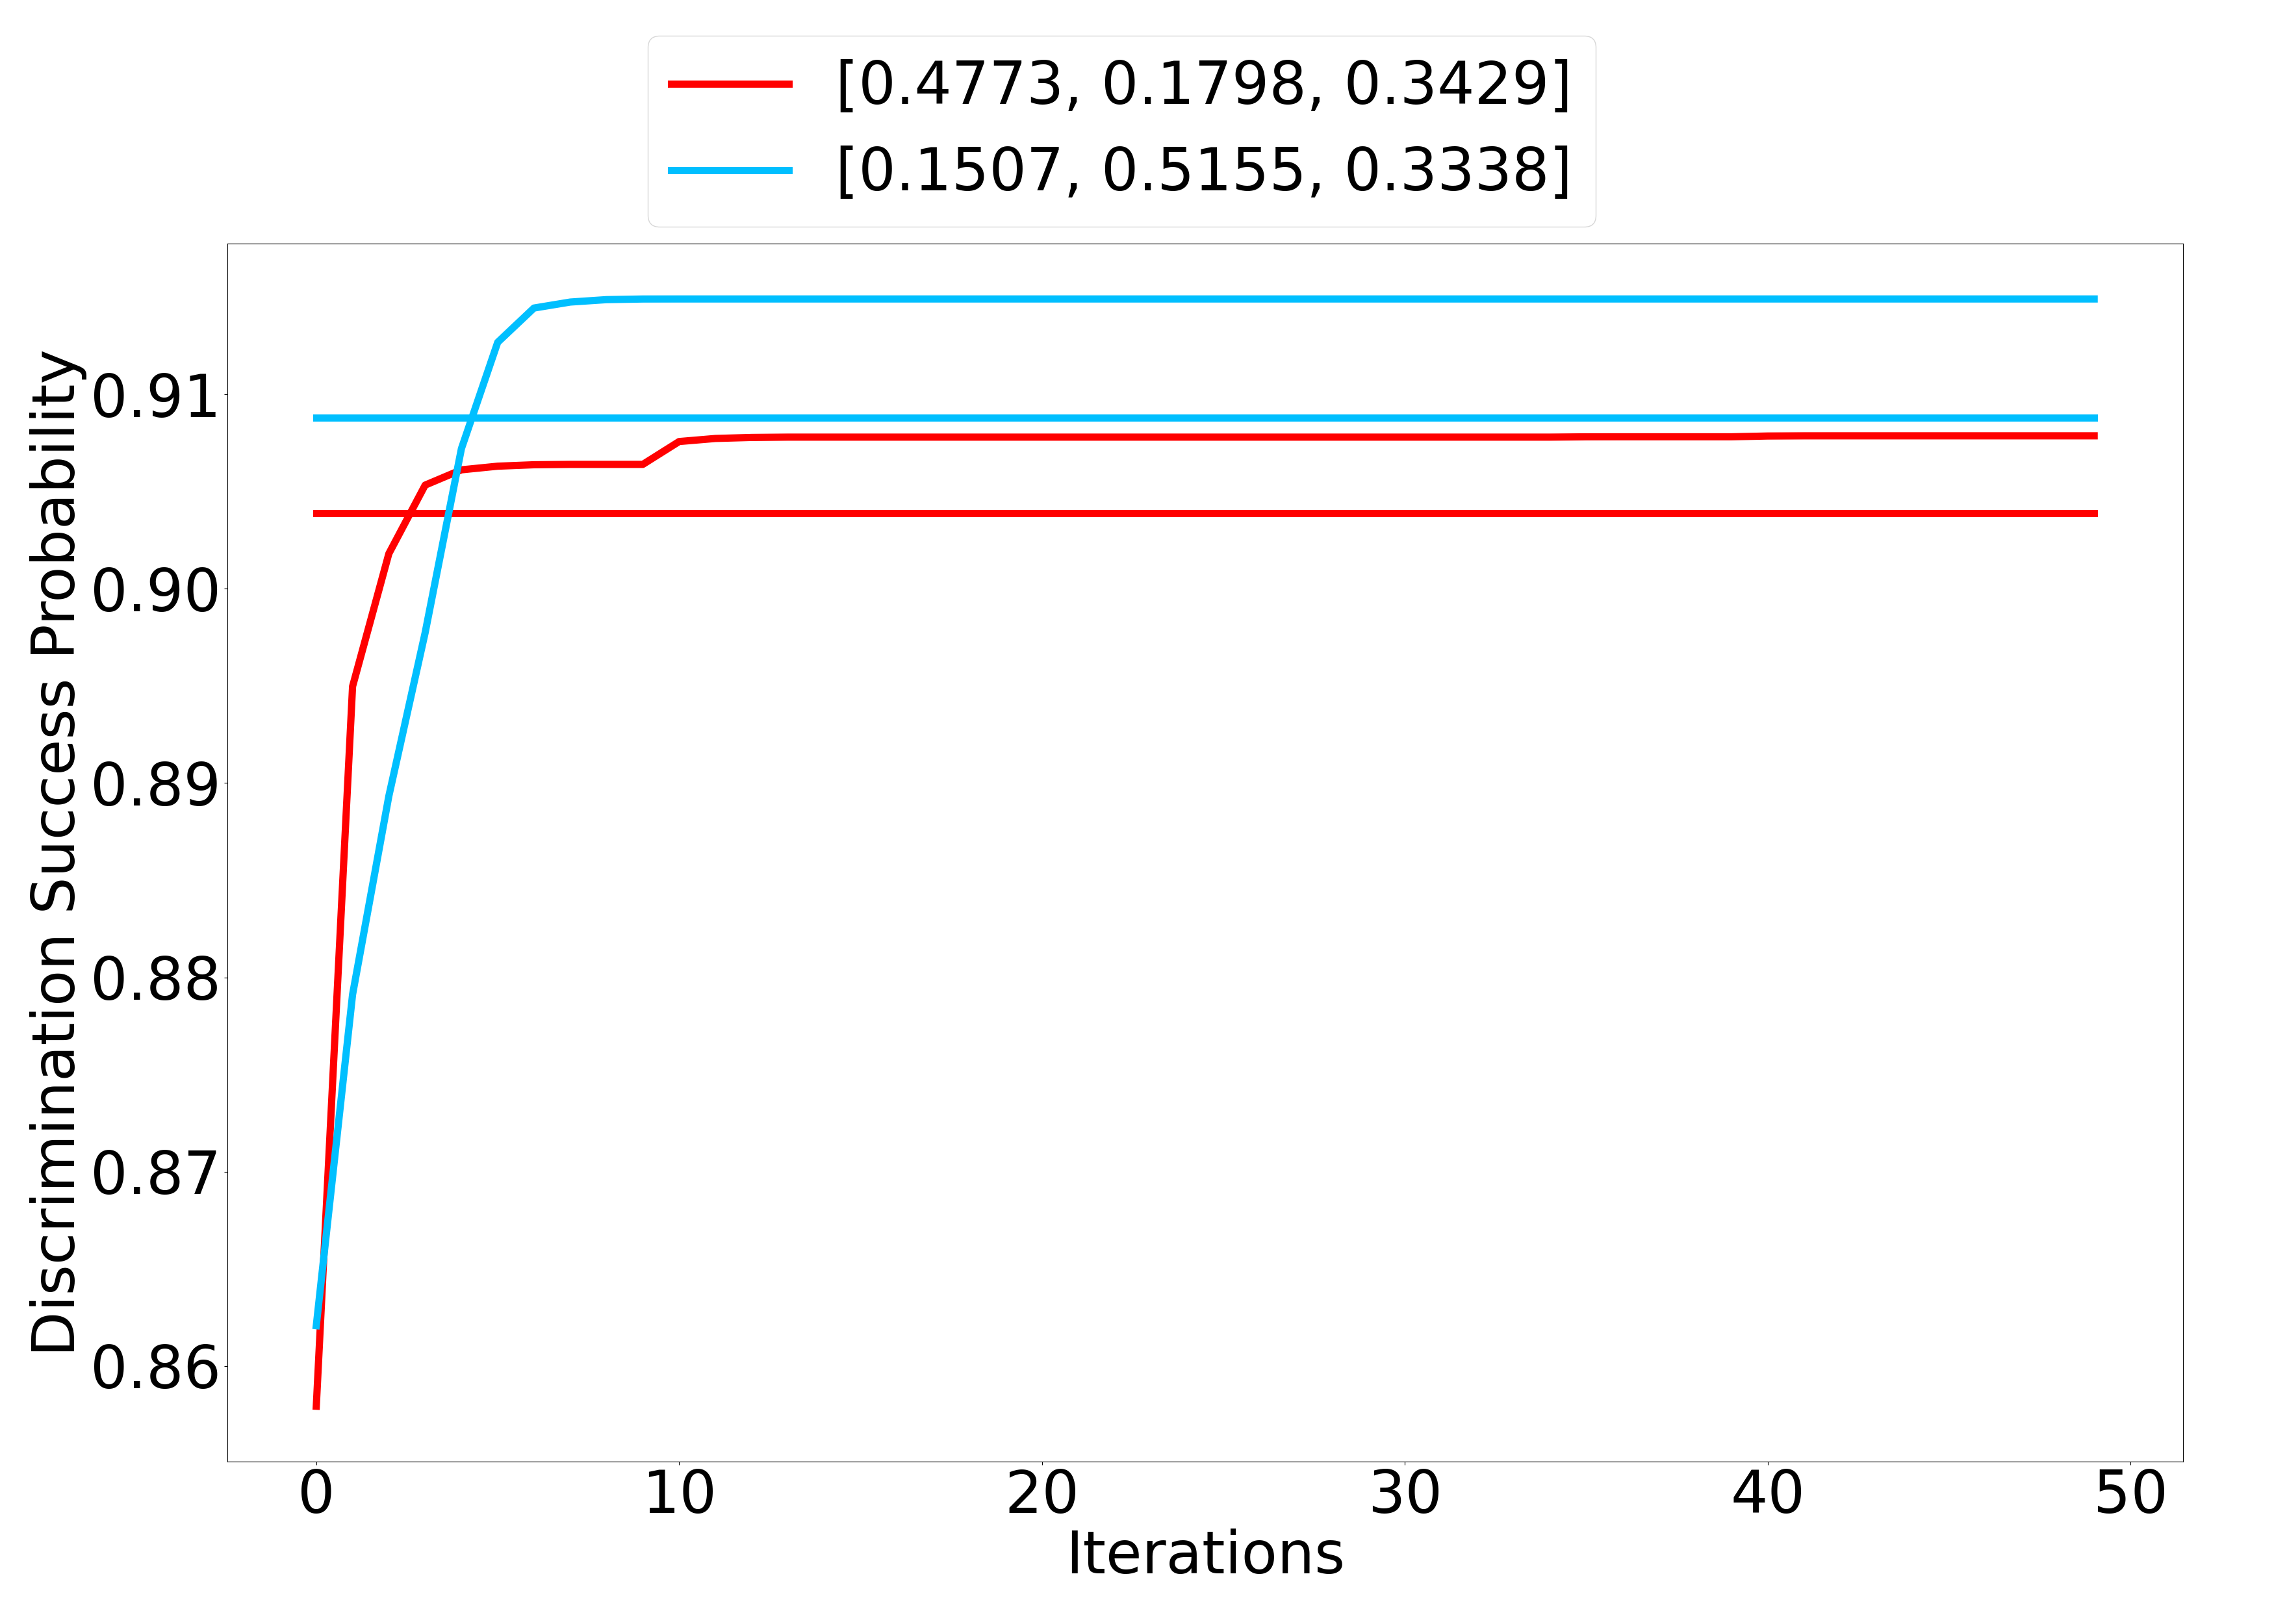 [0.4773, 0.1798, 0.3429]
[0.1507, 0.5155, 0.3338]
Discrimination Success Probability
0.91
0.90
0.89
0.88
0.87
0.86
0 10 20 30 40 50
Iterations